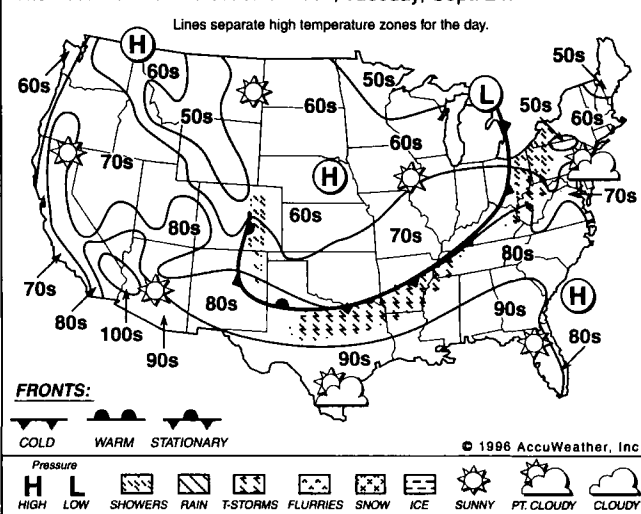 Lines separate high temperature zones for the day.
H
60s
50s
50s
60s
L
50s
60s
50s
60s
60s
70s
H
70s
80s
60s
70s
80s
70s
80s
100s
90s
80s
90s
90s
H
80s
FRONTS:
COLD WARM STATIONARY
© 1996 AccuWeather, Inc
Pressure
H L
HIGH LOW SHOWERS RAIN T-STORMS FLURRIES SNOW ICE SUNNY PT. CLOUDY CLOUDY